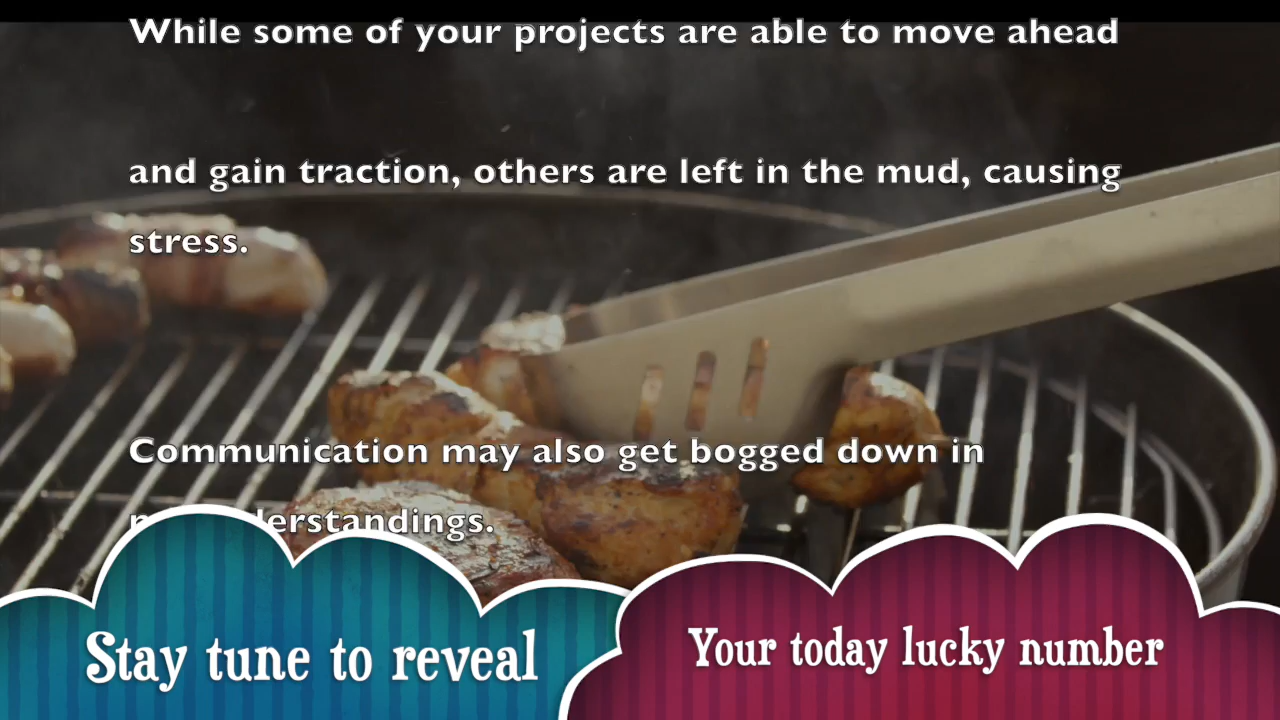 While some of your projects are able to move ahead
and gain traction, others are left in the mud, causing
stress.
Communication may also get bogged down in
Stay tune to reveal
Your today lucky number